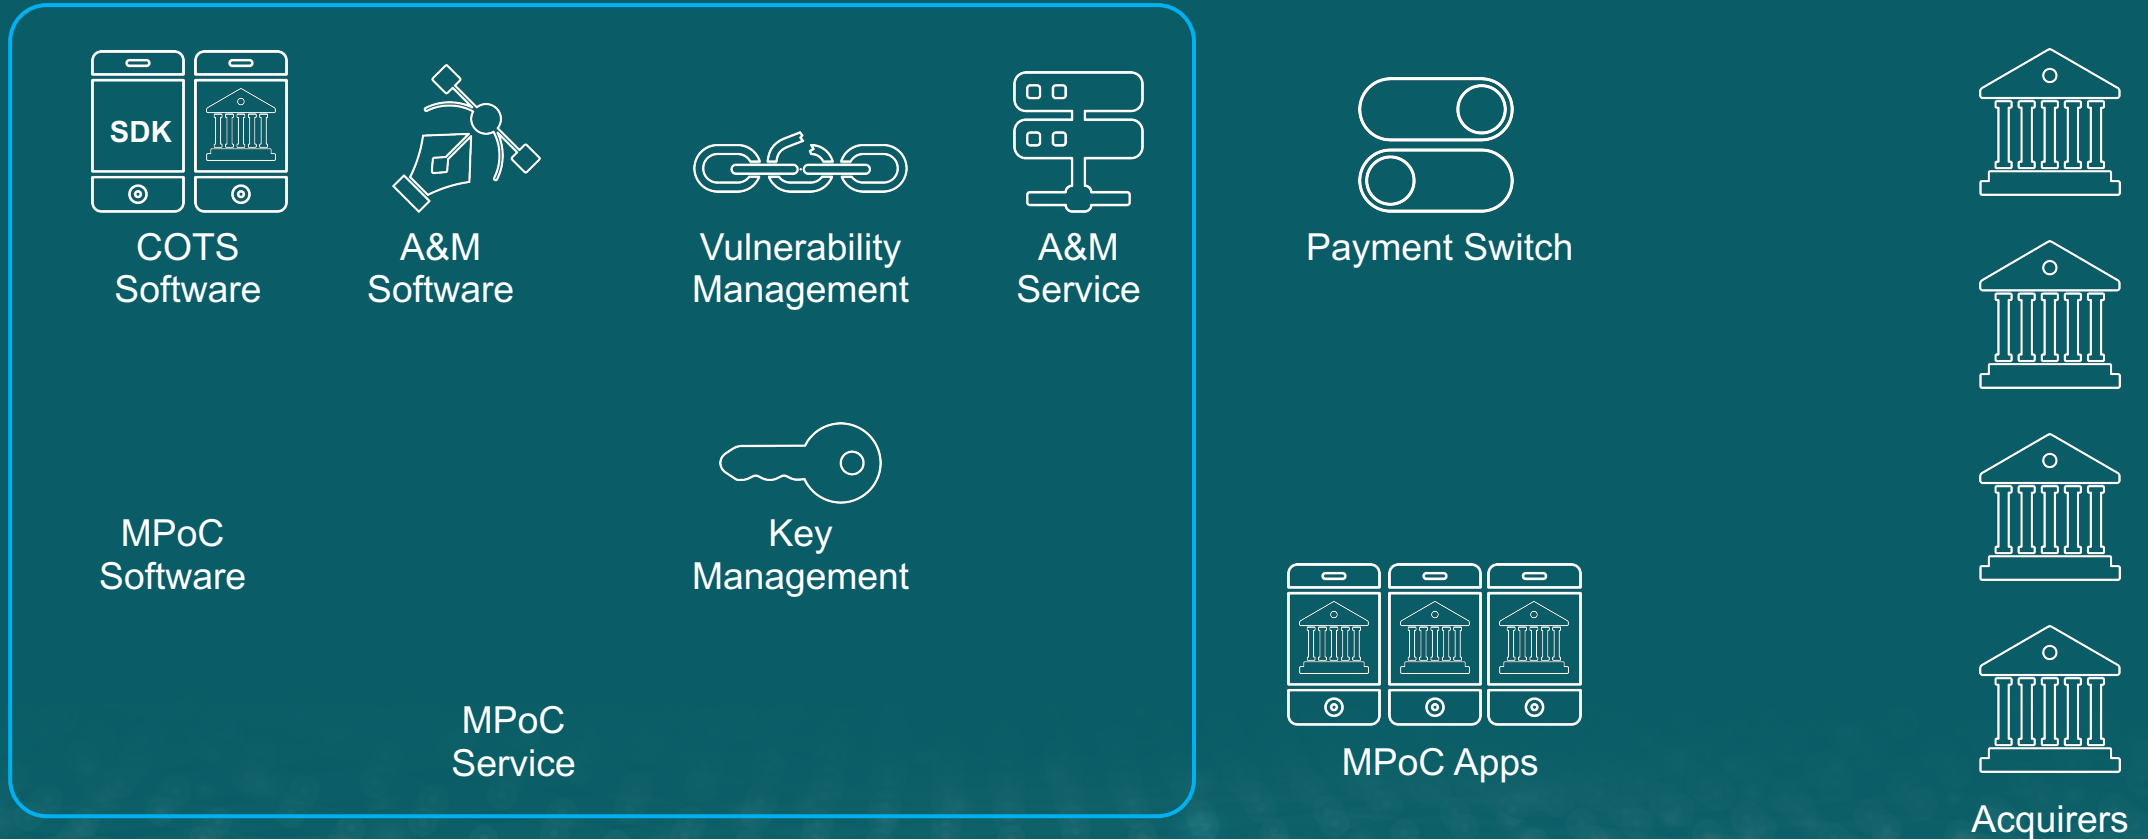 SDK
COTS
Software
A&M
Software
Vulnerability
Management
A&M
Service
Payment Switch
MPoC
Software
Key
Management
MPoC
Service
MPoC Apps
Acquirers